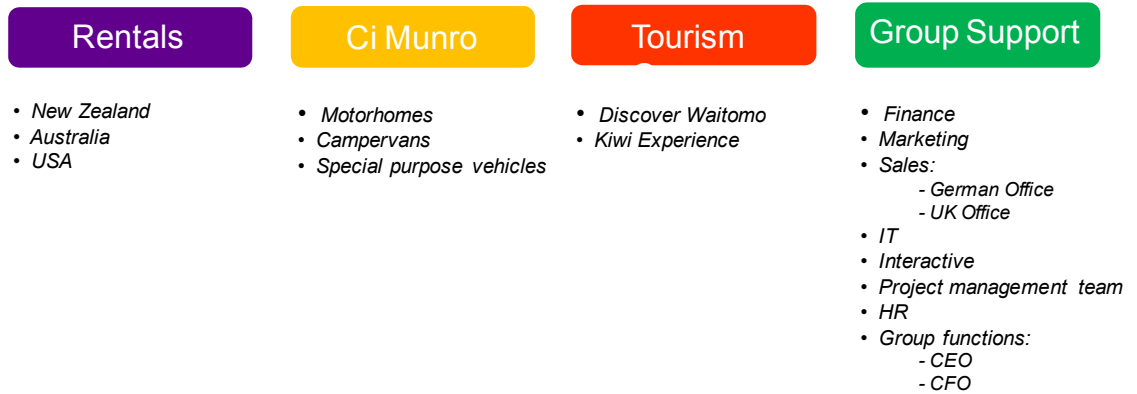 Rentals
• New Zealand
• Australia
• USA
Ci Munro
• Motorhomes
• Campervans
• Special purpose vehicles
Tourism
• Discover Waitomo
• Kiwi Experience
Group Support
• Finance
• Marketing
• Sales:
- German Office
- UK Office
• IT
• Interactive
• Project management team
• HR
• Group functions:
- CEO
- CFO